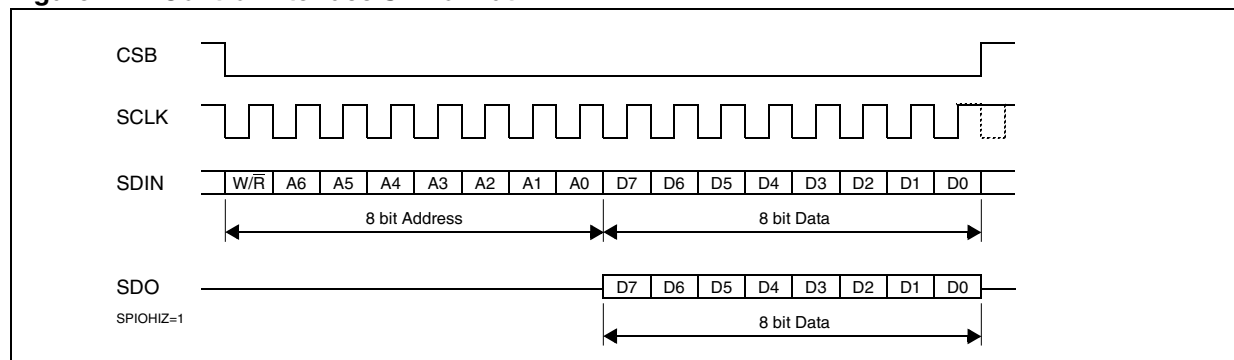 CSB
SCLK
SDIN W/R A6 A5 A4 A3 A2 A1 A0 D7 D6 D5 D4 D3 D2 D1 D0
8 bit Address 8 bit Data
SDO D7 D6 D5 D4 D3 D2 D1 D0
SPIOHIZ=1 8 bit Data